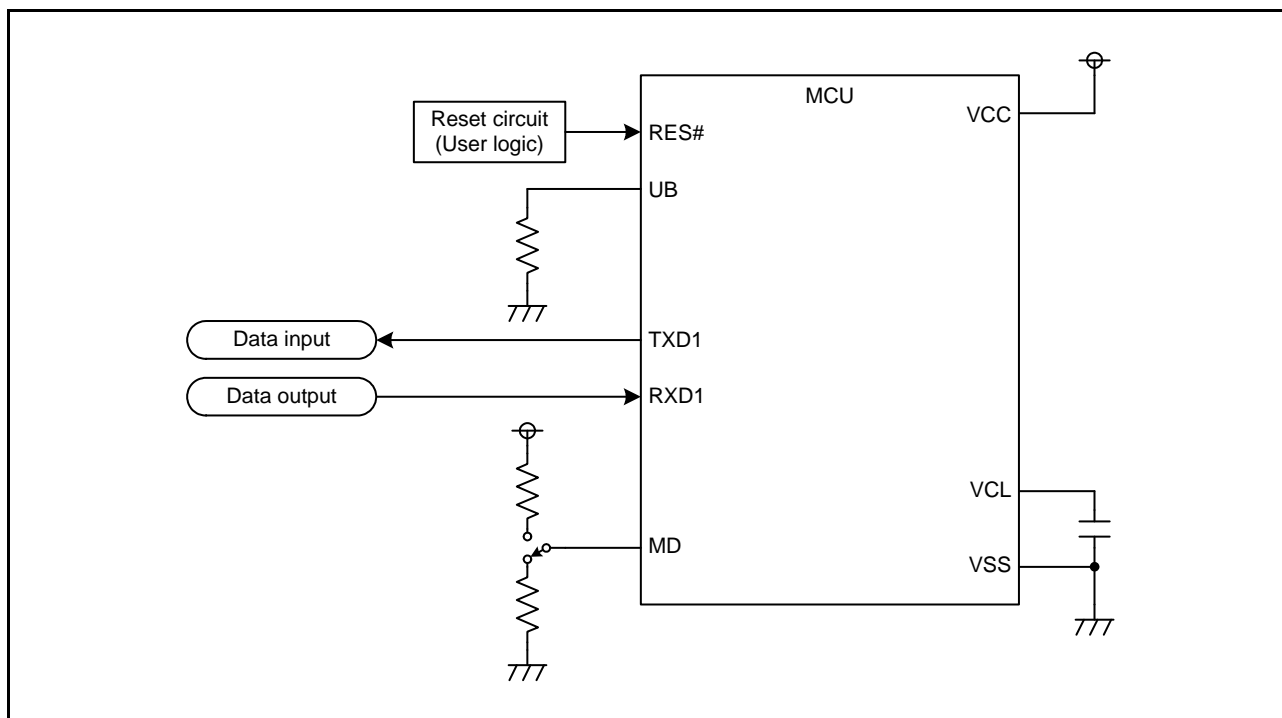 MCU
VCC
Reset circuit
(User logic)
RES#
UB
Data input
TXD1
Data output
RXD1
VCL
MD
VSS